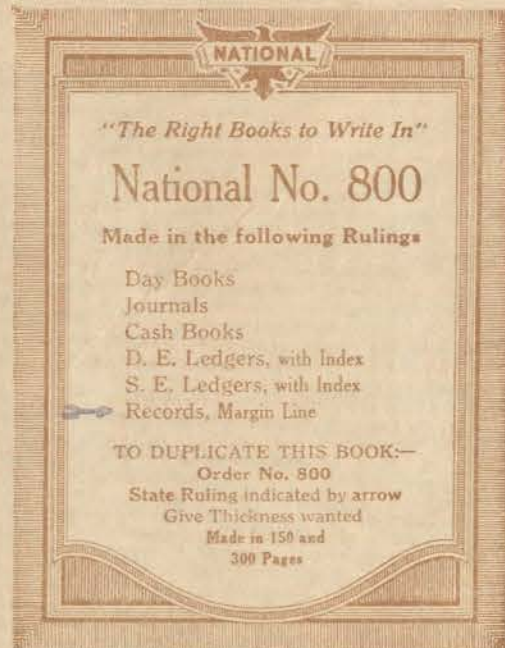 NATIONAL
"The Right Books to Write In"
National No. 800
Made in the following Rulings
Day Books
Journals
Cash Books
D. E. Ledgers, with Index
S. E. Ledgers, with Index
Records, Margin Line
TO DUPLICATE THIS BOOK:—
Order No. 800
State Ruling indicated by arrow
Give Thickness wanted
Made in 150 and
300 Pages